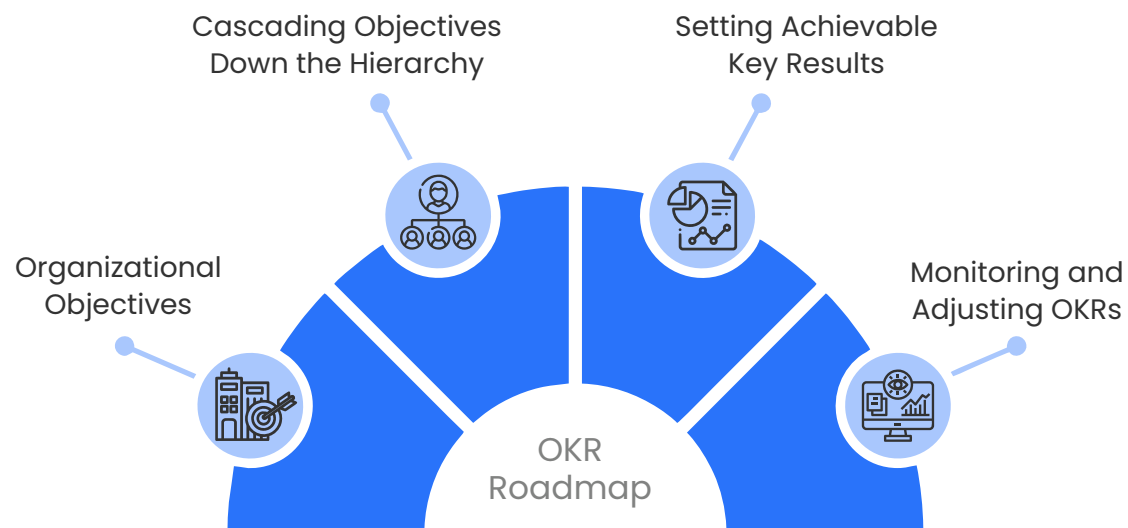 Cascading Objectives
Down the Hierarchy
Setting Achievable
Key Results
Organizational
Objectives
Monitoring and
Adjusting OKRs
OKR
Roadmap